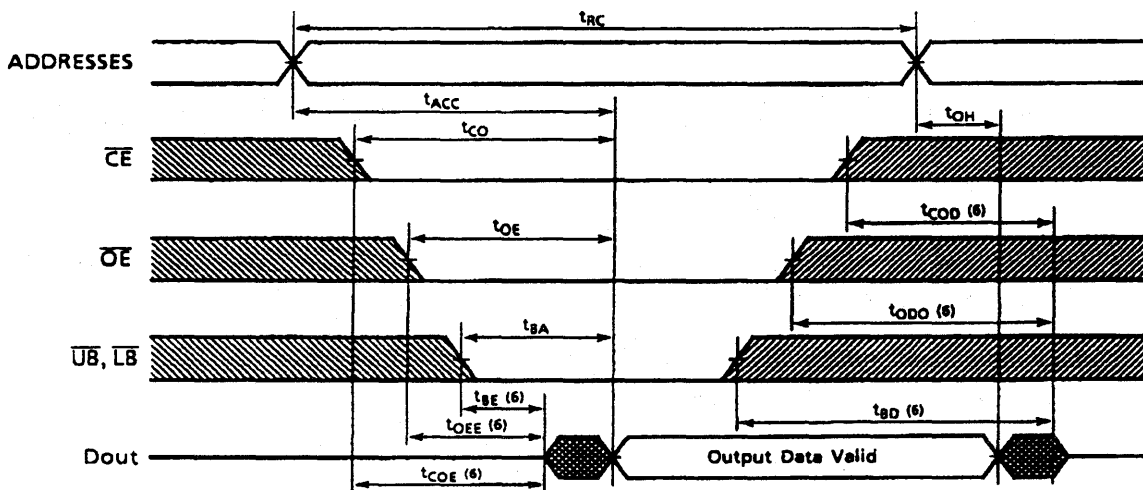 tRC
ADDRESSES
tACC
tCO
tOH
CE
tCOD (6)
tOE
OE
tODO (6)
tBA
UB, LB
tBE (6)
tBD (6)
tOEE (6)
Dout
Output Data Valid
tCOE (6)